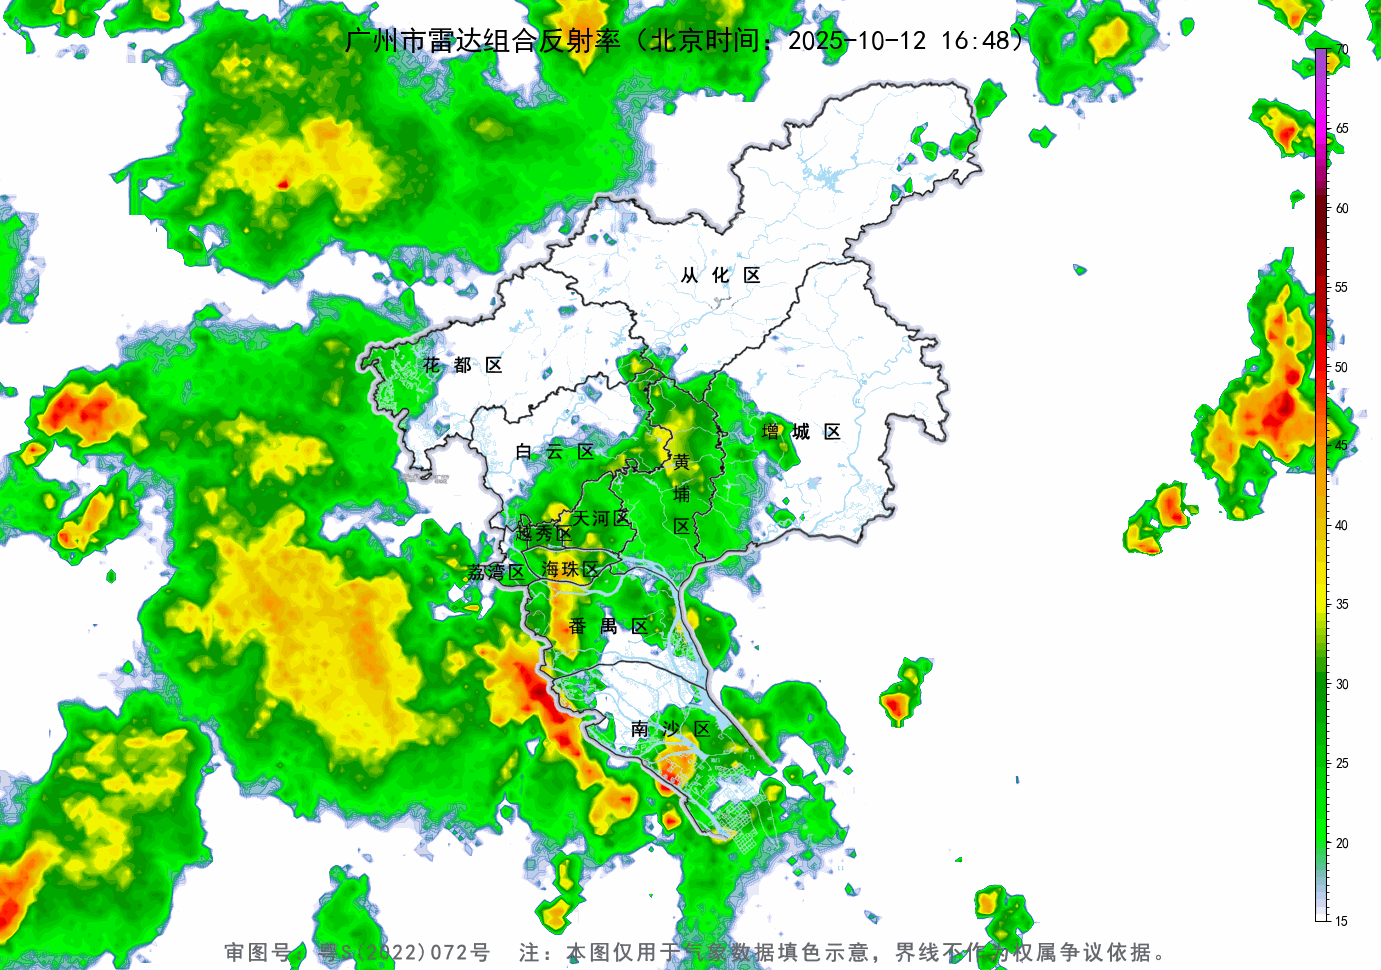 广州市雷达组合反射率（北京时间：2025-10-12 16:48）
70
65
60
55
50
45
40
35
30
25
20
15
从化区
花都区
增城区
白云区
黄埔区
天河区
越秀区
海珠区
荔湾区
番禺区
南沙区
审图号：粤S(2022)072号 注：本图仅用于气象数据填色示意，界线不作为权属争议依据。